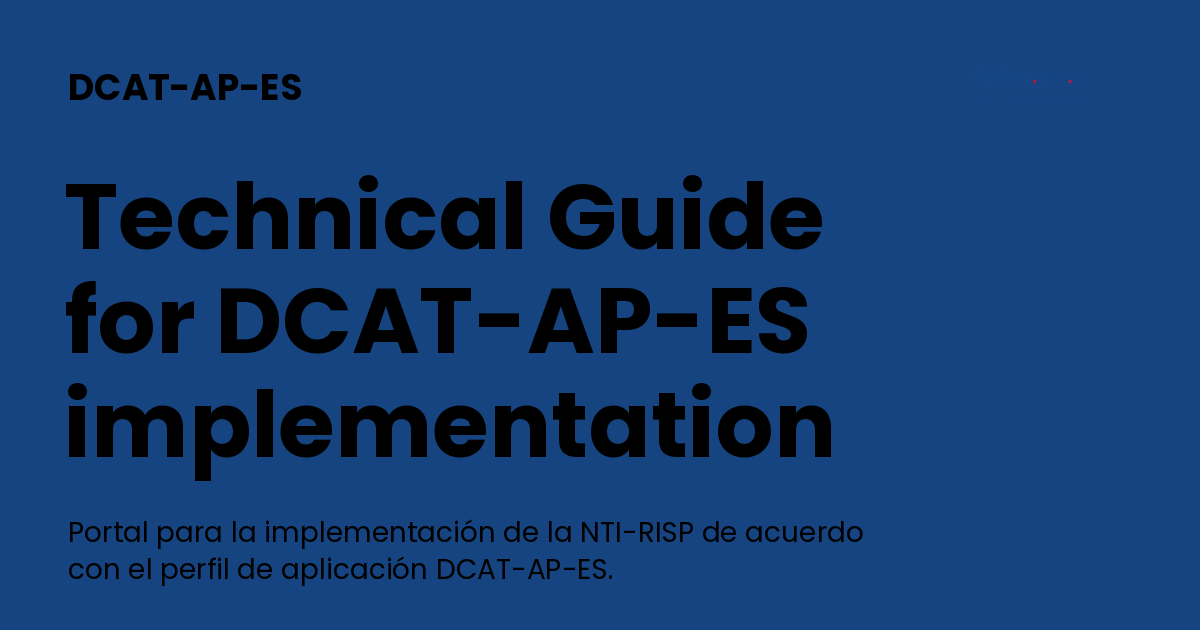 DCAT-AP-ES
Technical Guide
for DCAT-AP-ES
implementation
Portal para la implementación de la NTI-RISP de acuerdo
con el perfil de aplicación DCAT-AP-ES.